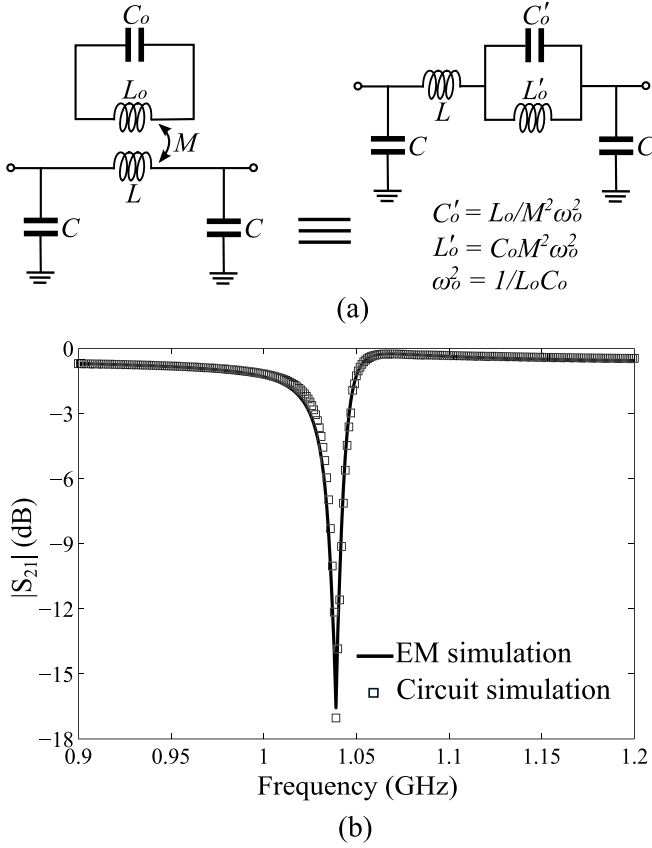 Cₒ
Lₒ
M
L
C
C
C′ₒ
L′ₒ
L
C
C
C′ₒ = Lₒ/M²ω²ₒ
L′ₒ = CₒM²ω²ₒ
ω²ₒ = 1/LₒCₒ
(a)
0
−3
−6
−9
−12
−15
−18
|S₂₁| (dB)
EM simulation
Circuit simulation
0.9
0.95
1
1.05
1.1
1.15
1.2
Frequency (GHz)
(b)